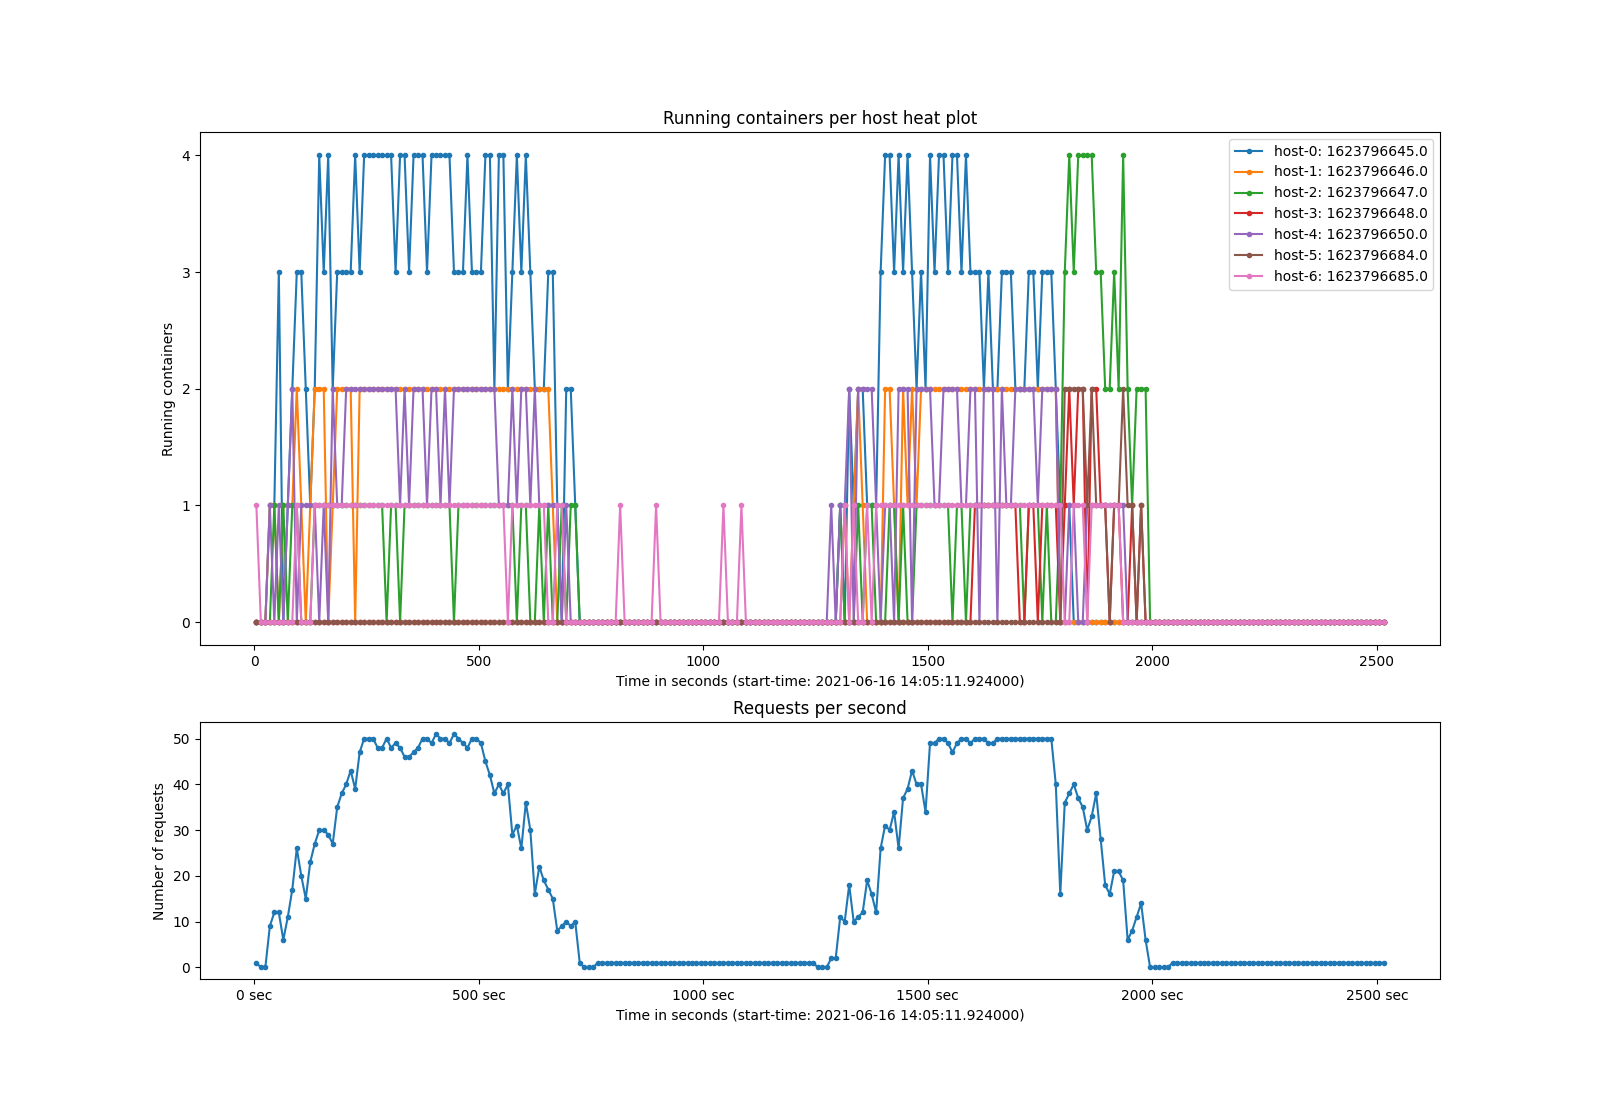 Running containers per host heat plot
Running containers
4
3
2
1
0
host-0: 1623796645.0
host-1: 1623796646.0
host-2: 1623796647.0
host-3: 1623796648.0
host-4: 1623796650.0
host-5: 1623796684.0
host-6: 1623796685.0
0 500 1000 1500 2000 2500
Time in seconds (start-time: 2021-06-16 14:05:11.924000)
Requests per second
Number of requests
50
40
30
20
10
0
0 sec 500 sec 1000 sec 1500 sec 2000 sec 2500 sec
Time in seconds (start-time: 2021-06-16 14:05:11.924000)